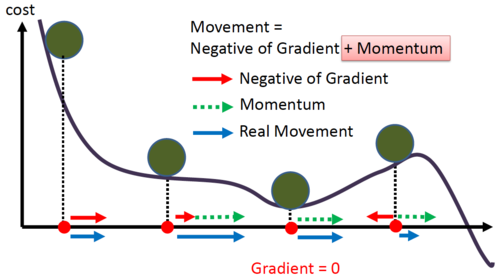 cost
Movement =
Negative of Gradient + Momentum
Negative of Gradient
Momentum
Real Movement
Gradient = 0